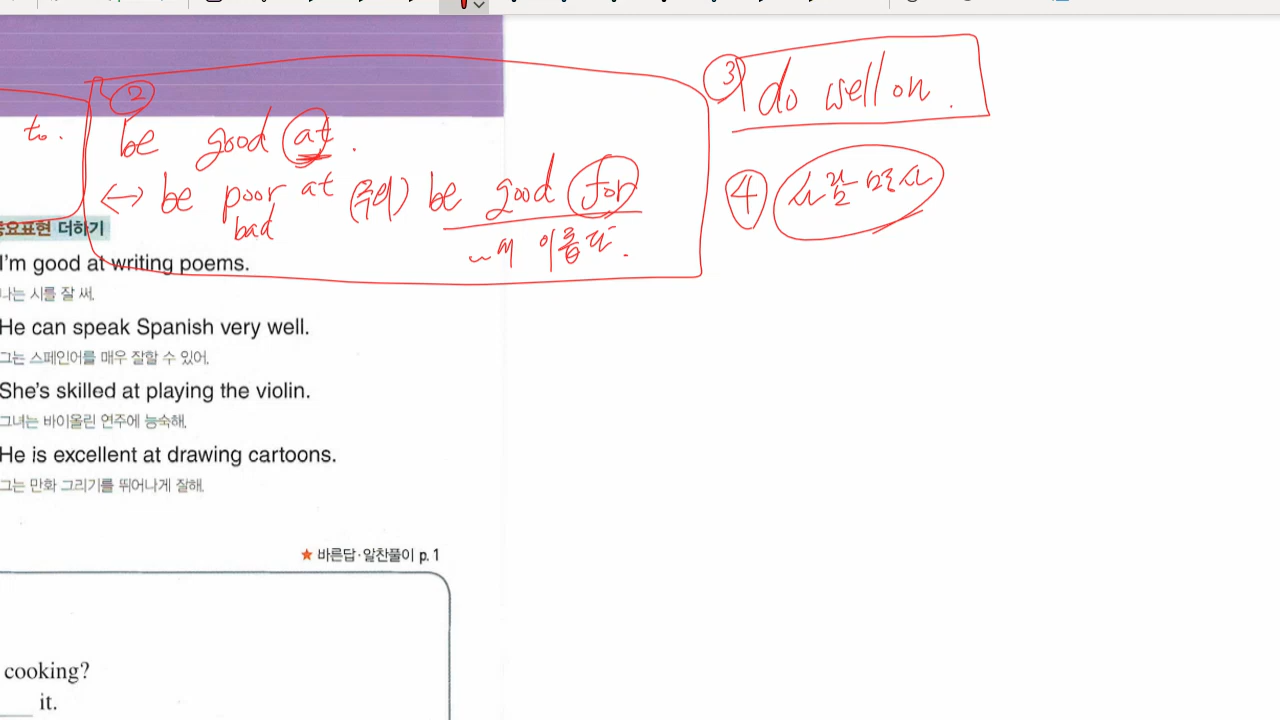 to.
② be good at.
↔ be poor at (주의) be good for
bad
~에 이롭다.
③ do well on.
④ 사람 명사
중요표현 더하기
I'm good at writing poems.
나는 시를 잘 써.
He can speak Spanish very well.
그는 스페인어를 매우 잘할 수 있어.
She's skilled at playing the violin.
그녀는 바이올린 연주에 능숙해.
He is excellent at drawing cartoons.
그는 만화 그리기를 뛰어나게 잘해.
★ 바른답·알찬풀이 p. 1
cooking?
it.